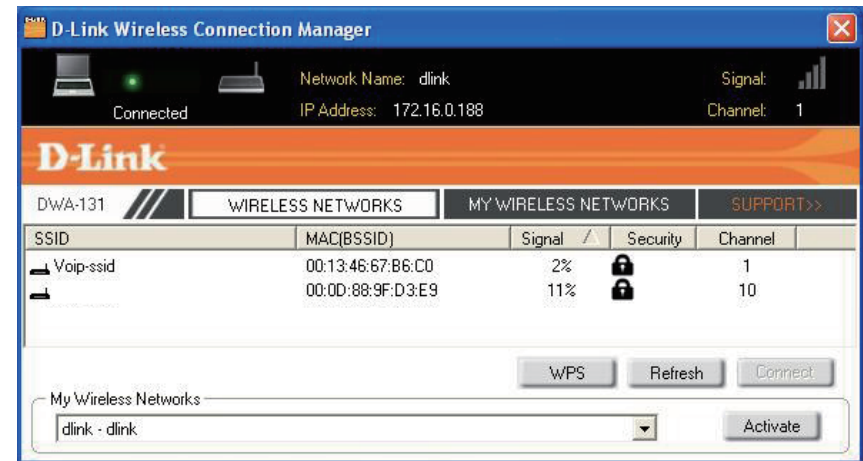 D-Link Wireless Connection Manager
Network Name: dlink Signal:
Connected IP Address: 172.16.0.188 Channel: 1
D-Link
DWA-131 WIRELESS NETWORKS MY WIRELESS NETWORKS SUPPORT>>
SSID MAC(BSSID) Signal Security Channel
Voip-ssid 00:13:46:67:B6:C0 2% 1
00:0D:88:9F:D3:E9 11% 10
WPS Refresh Connect
My Wireless Networks
dlink - dlink Activate